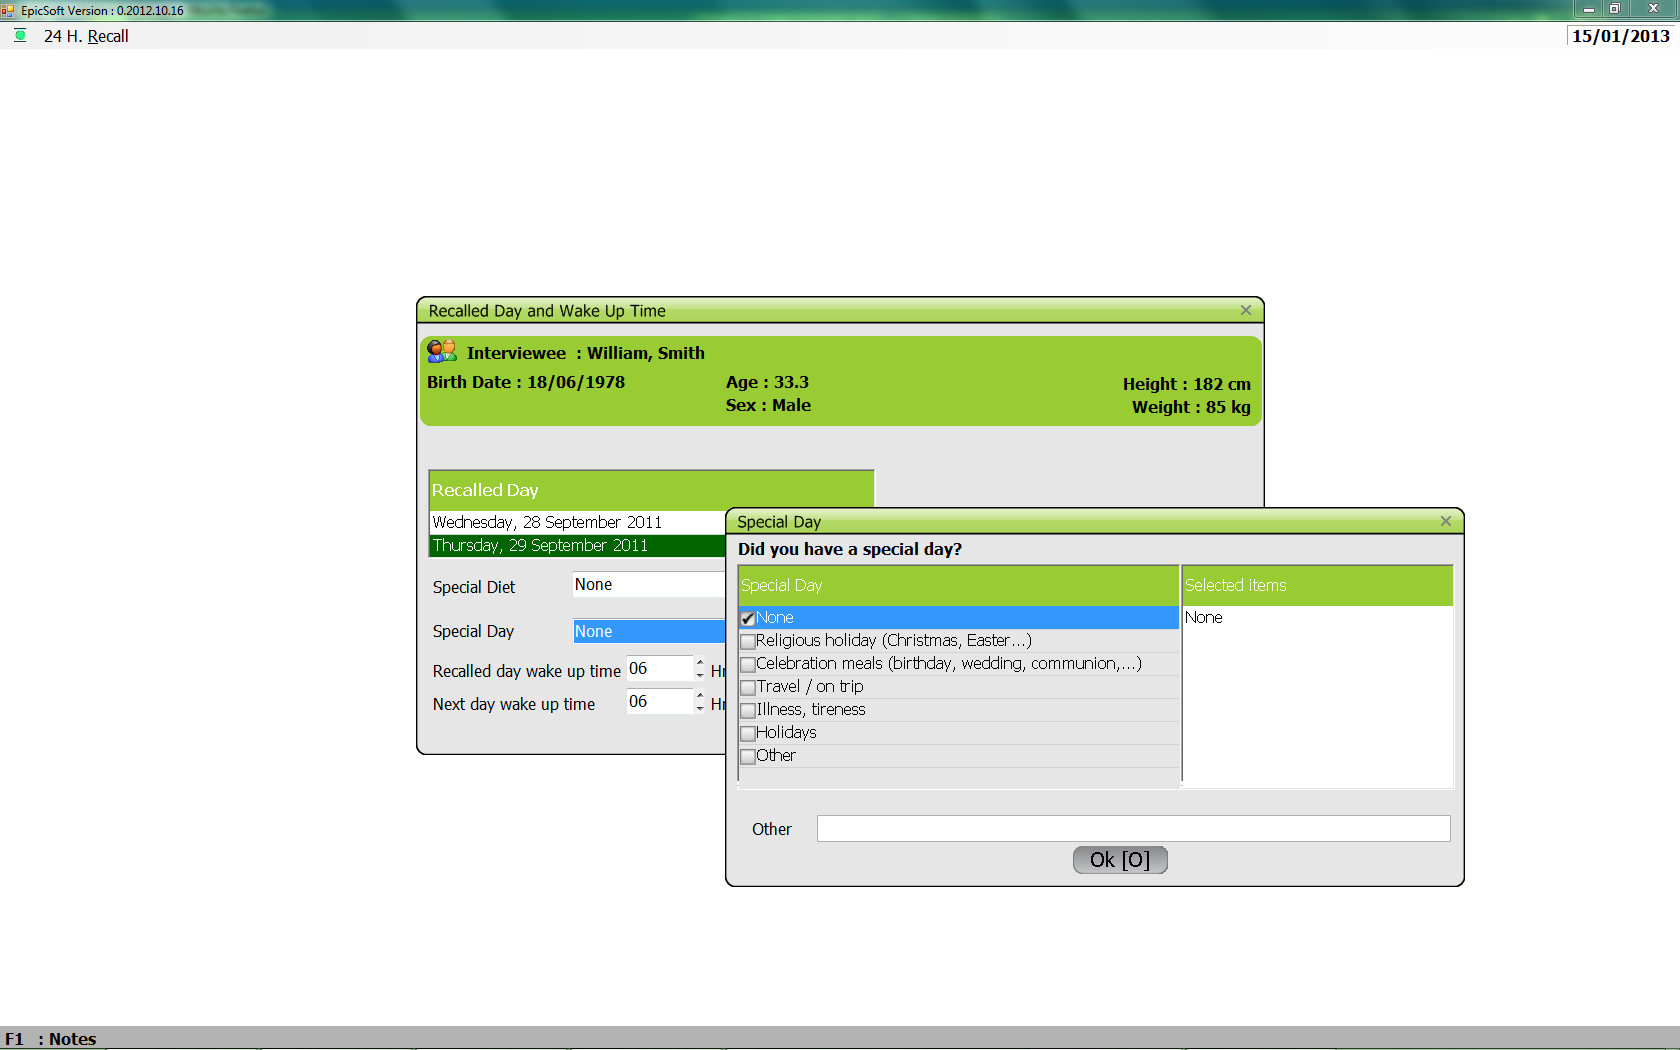 EpicSoft Version : 0.2012.10.16
24 H. Recall
15/01/2013
Recalled Day and Wake Up Time
Interviewee : William, Smith
Birth Date : 18/06/1978
Age : 33.3
Height : 182 cm
Sex : Male
Weight : 85 kg
Recalled Day
Wednesday, 28 September 2011
Thursday, 29 September 2011
Special Diet
None
Special Day
None
Recalled day wake up time
06
Next day wake up time
06
Special Day
Did you have a special day?
Special Day
Selected items
None
None
Religious holiday (Christmas, Easter...)
Celebration meals (birthday, wedding, communion,...)
Travel / on trip
Illness, tireness
Holidays
Other
Other
Ok [O]
F1 : Notes